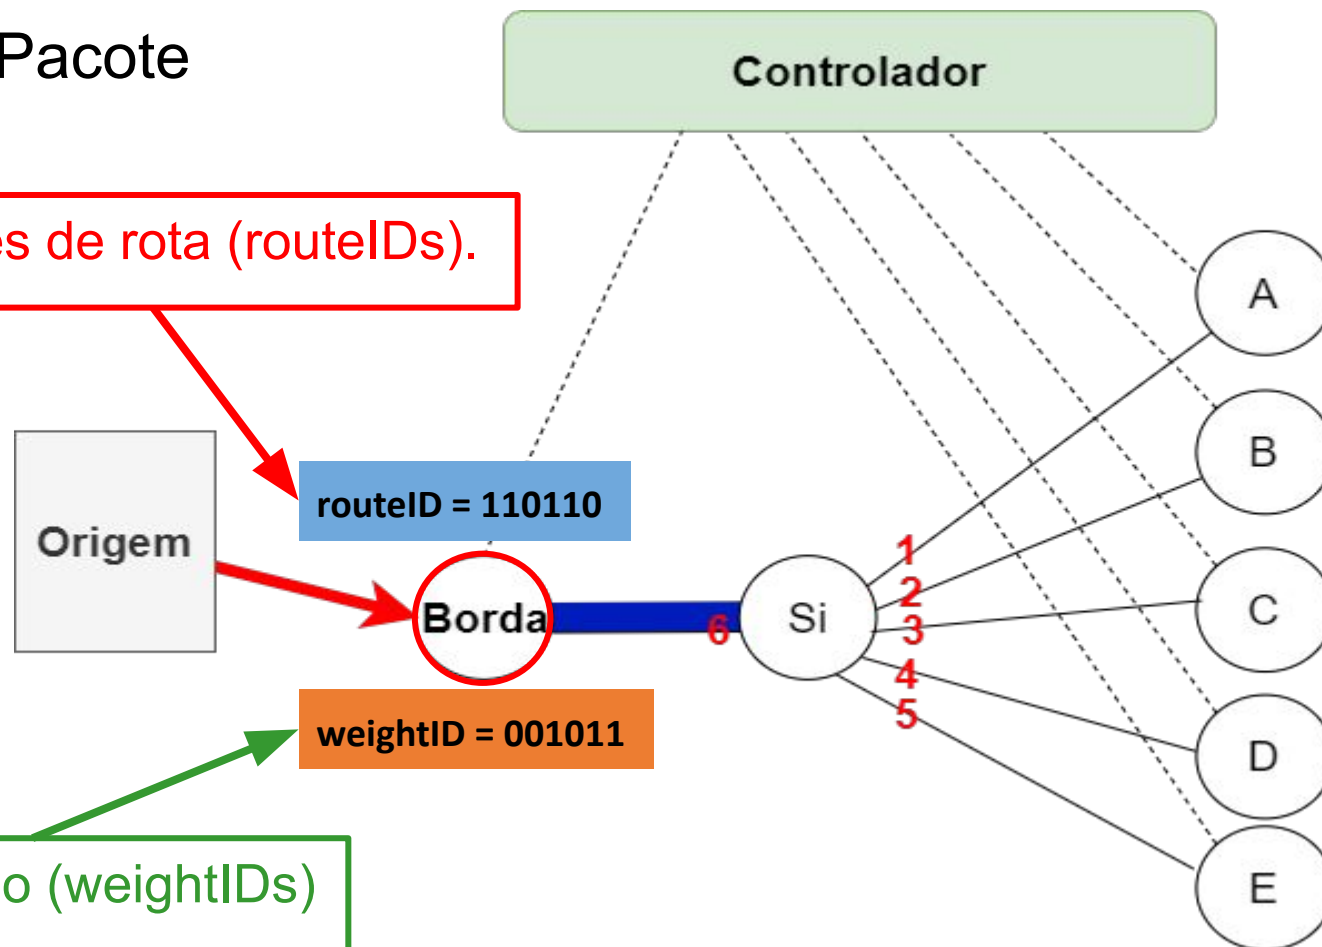 Pacote
Controlador
s de rota (routeIDs).
A
B
routeID = 110110
Origem
1
2
Borda
6
Si
3
C
4
5
weightID = 001011
D
o (weightIDs)
E